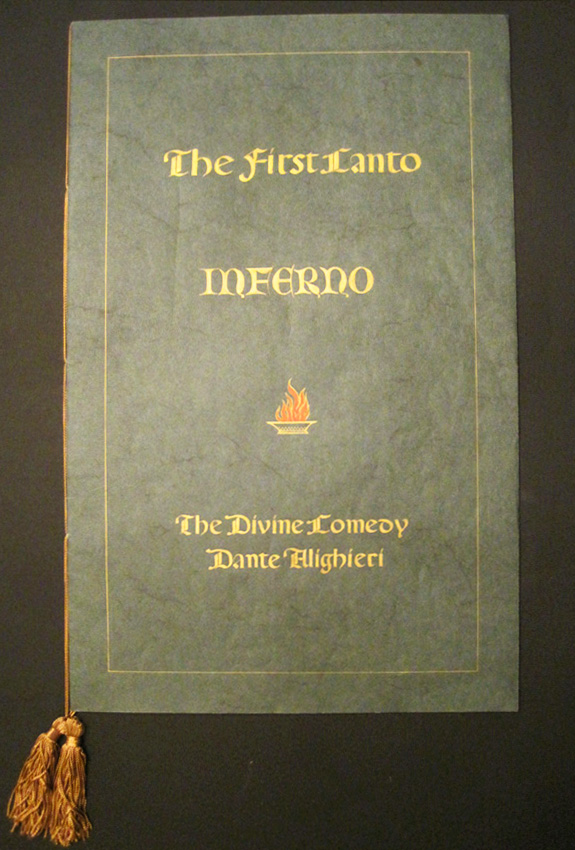 The First Canto
INFERNO
The Divine Comedy
Dante Alighieri